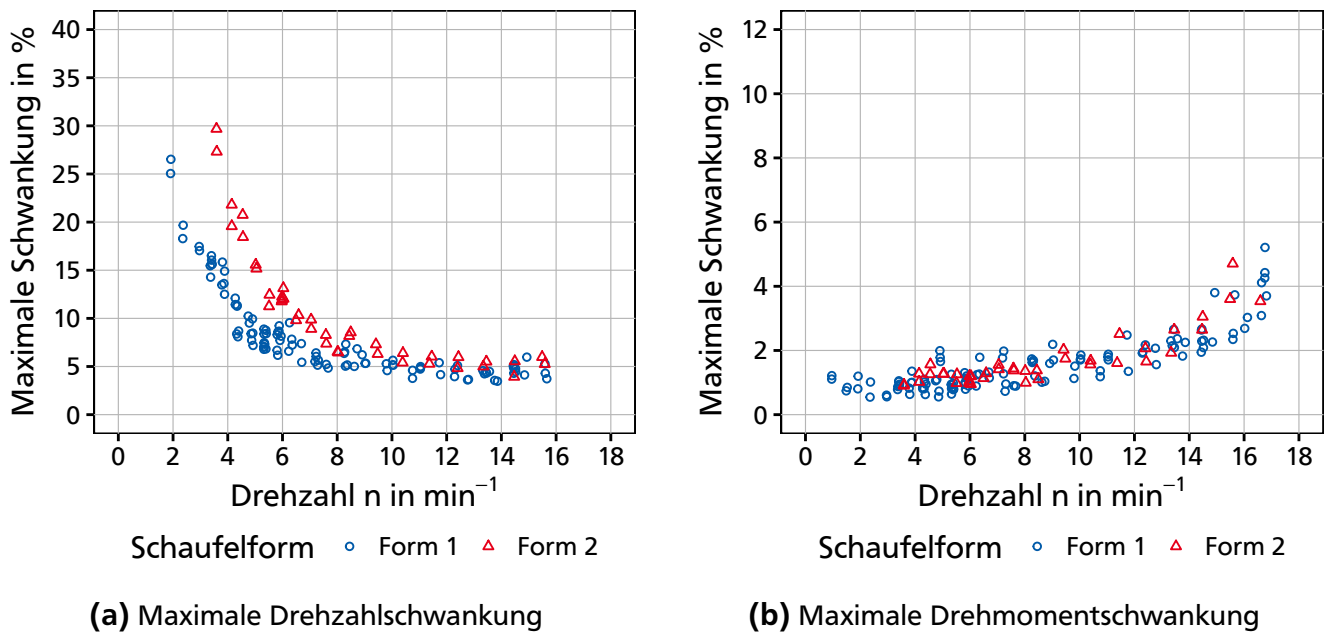 40
35
30
25
20
15
10
5
0
Maximale Schwankung in %
0 2 4 6 8 10 12 14 16 18
Drehzahl n in min⁻¹
Schaufelform Form 1 Form 2
(a) Maximale Drehzahlschwankung
12
10
8
6
4
2
0
Maximale Schwankung in %
0 2 4 6 8 10 12 14 16 18
Drehzahl n in min⁻¹
Schaufelform Form 1 Form 2
(b) Maximale Drehmomentschwankung